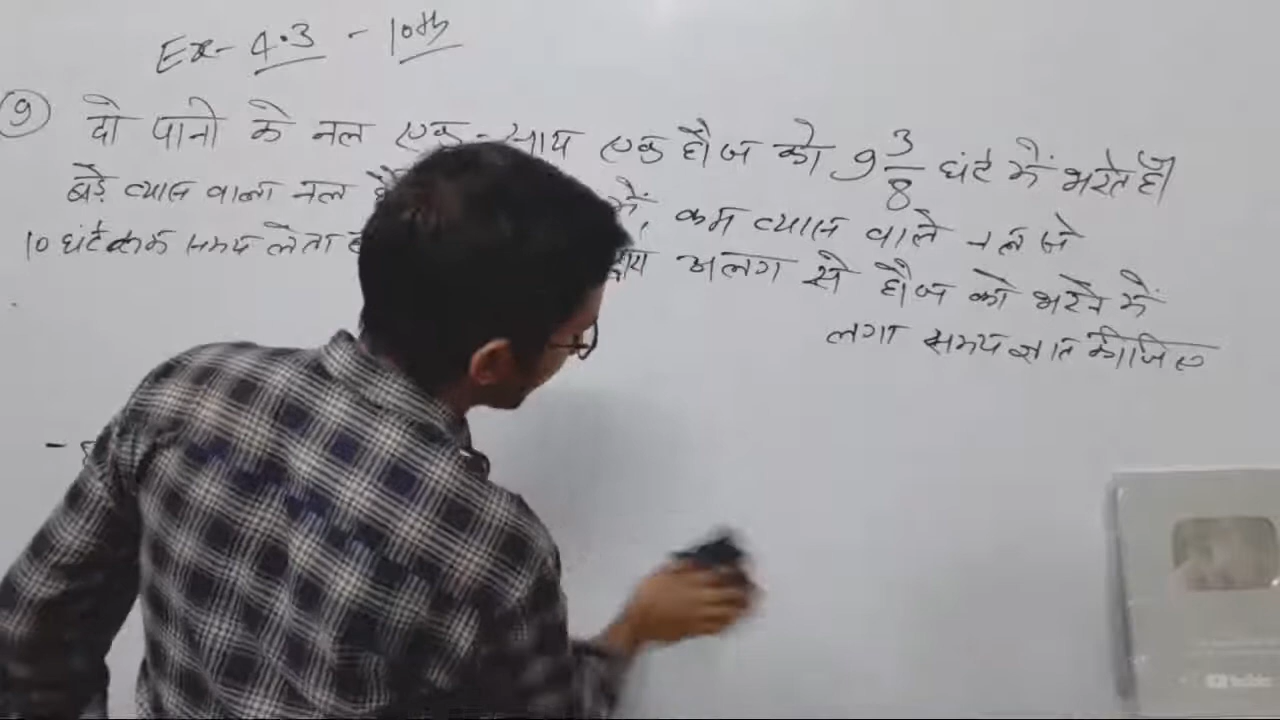 Ex- 4.3 - 10th
9 दो पानी के नल एक-साथ एक हौज को 9 3/8 घंटे में भरते हैं।
बड़े व्यास वाला नल में, कम व्यास वाले नल से
10 घंटे कम समय लेता द्वारा अलग से हौज को भरने में
लगा समय ज्ञात कीजिए
YouTube